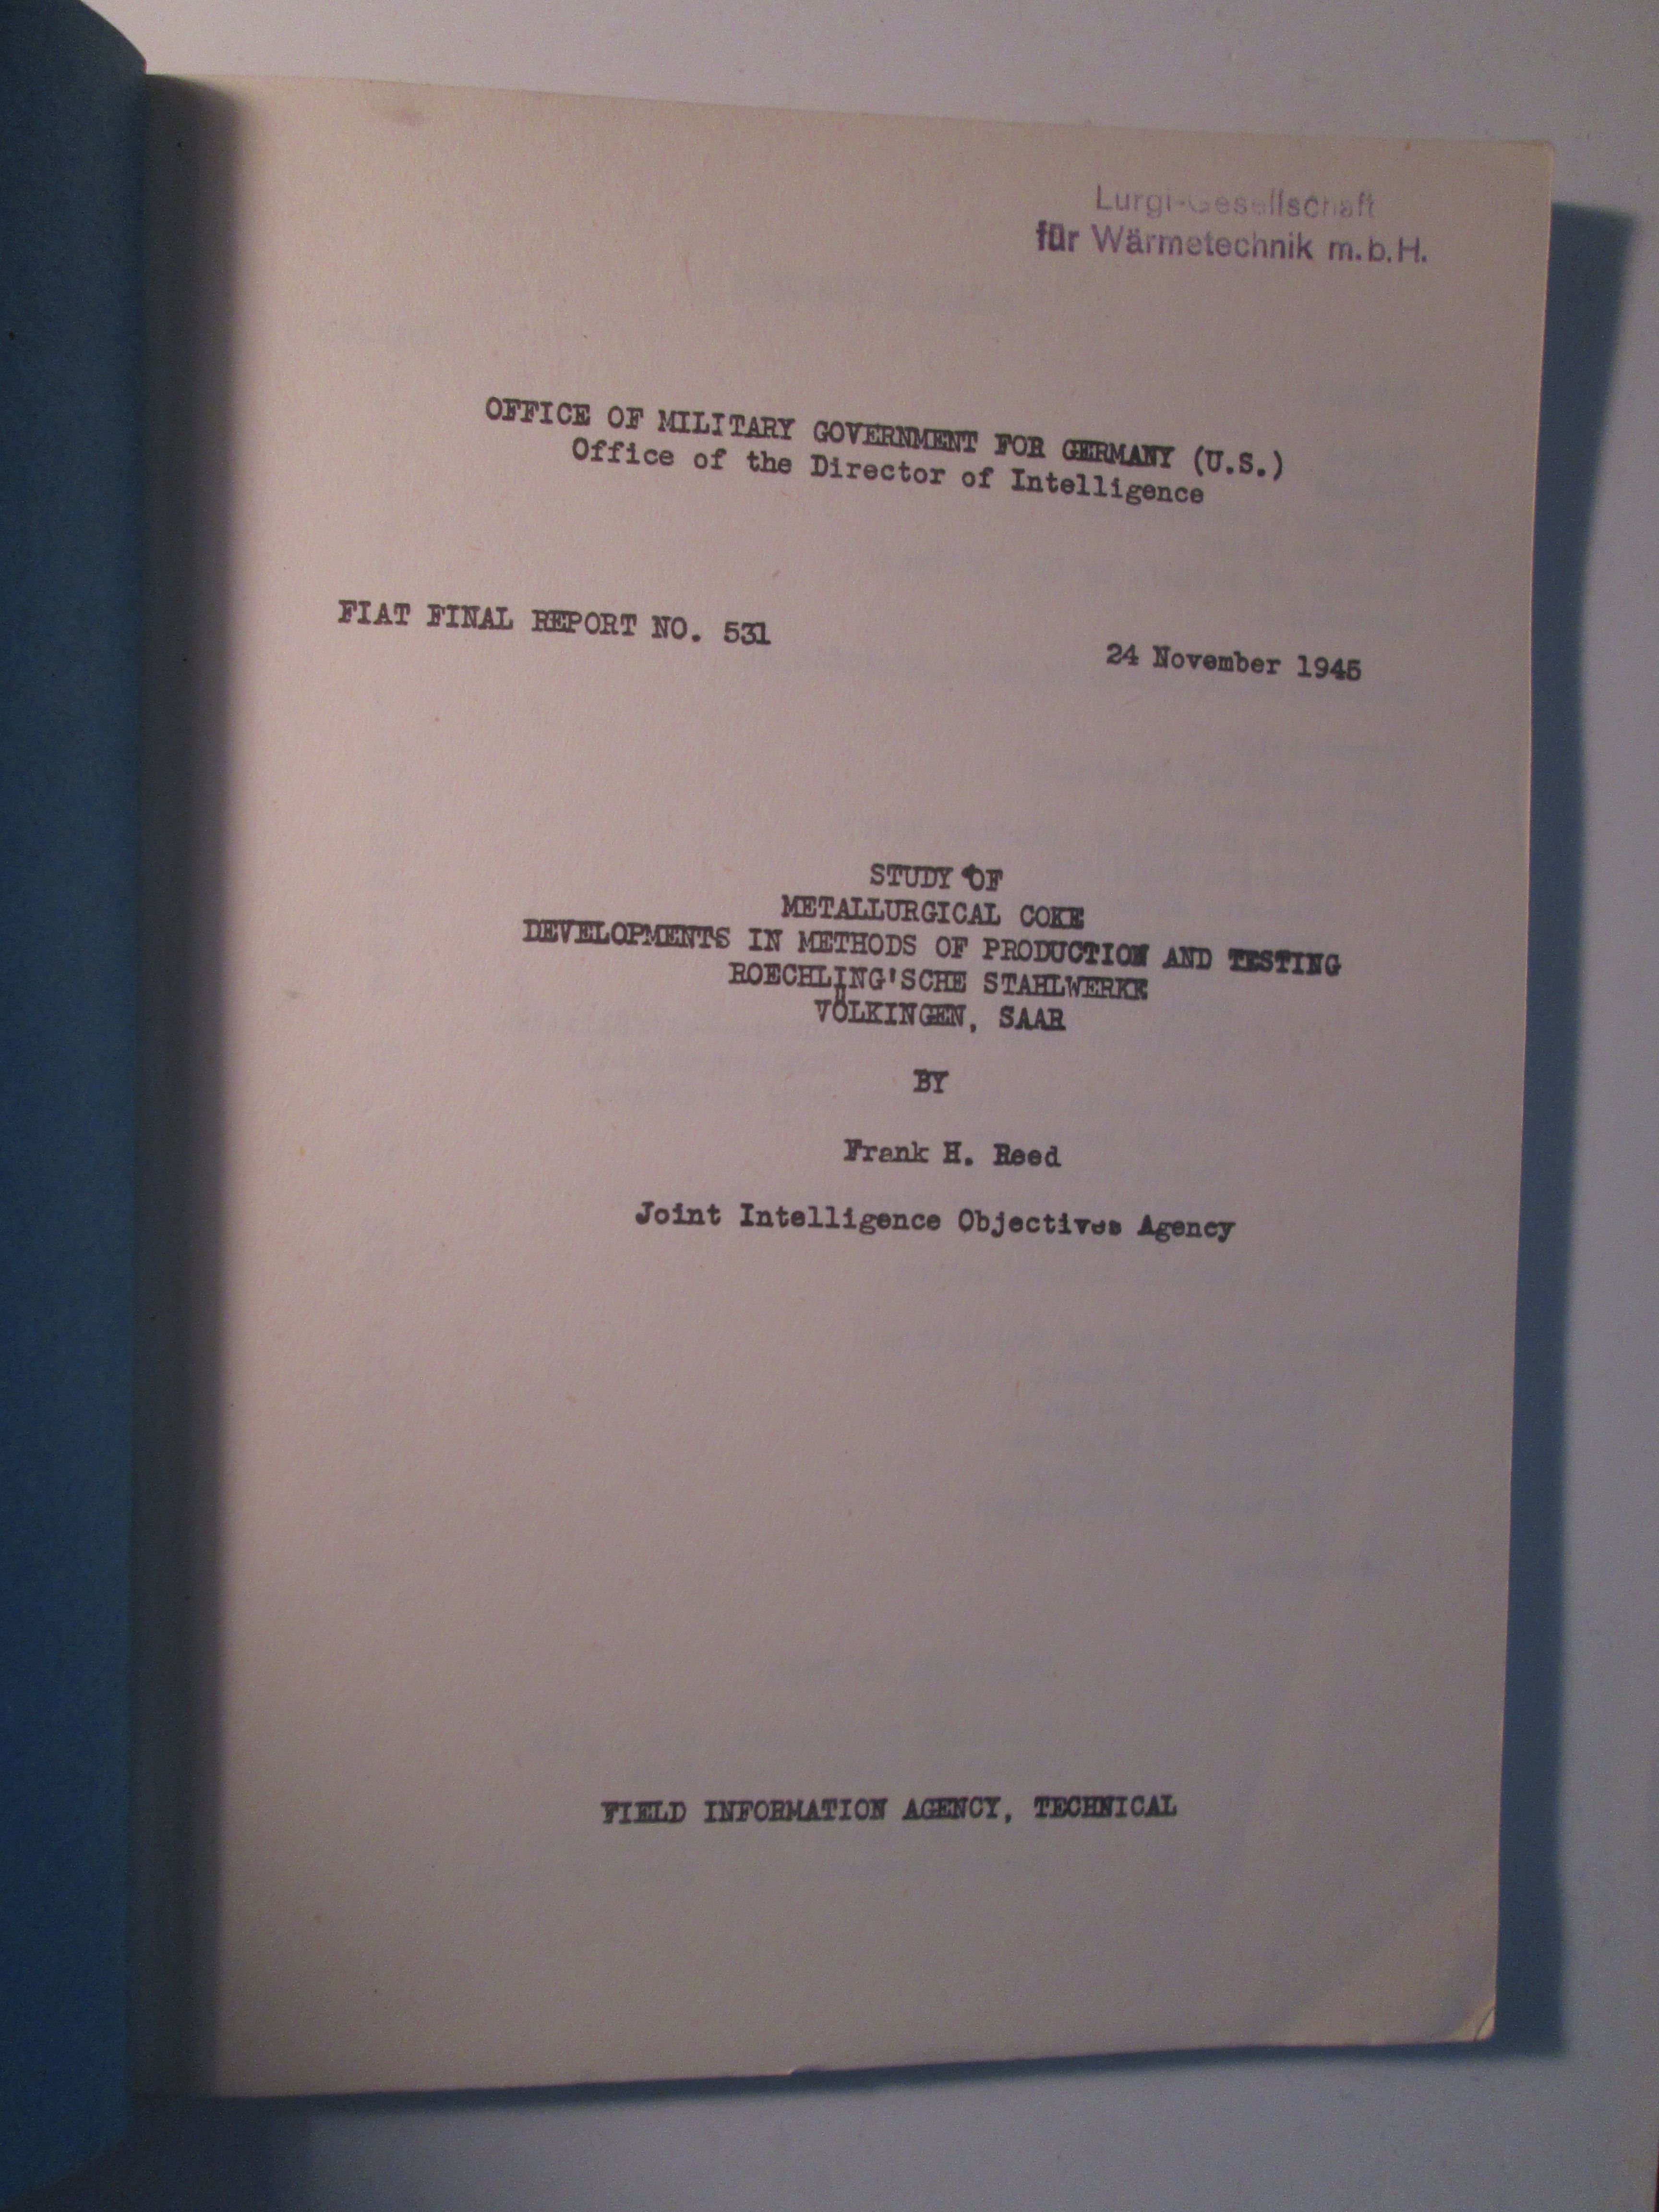 Lurgi-Gesellschaft
für Wärmetechnik m.b.H.
OFFICE OF MILITARY GOVERNMENT FOR GERMANY (U.S.)
Office of the Director of Intelligence
FIAT FINAL REPORT NO. 531
24 November 1945
STUDY OF
METALLURGICAL COKE
DEVELOPMENTS IN METHODS OF PRODUCTION AND TESTING
ROECHLING'SCHE STAHLWERKE
VÖLKINGEN, SAAR
BY
Frank H. Reed
Joint Intelligence Objectives Agency
FIELD INFORMATION AGENCY, TECHNICAL